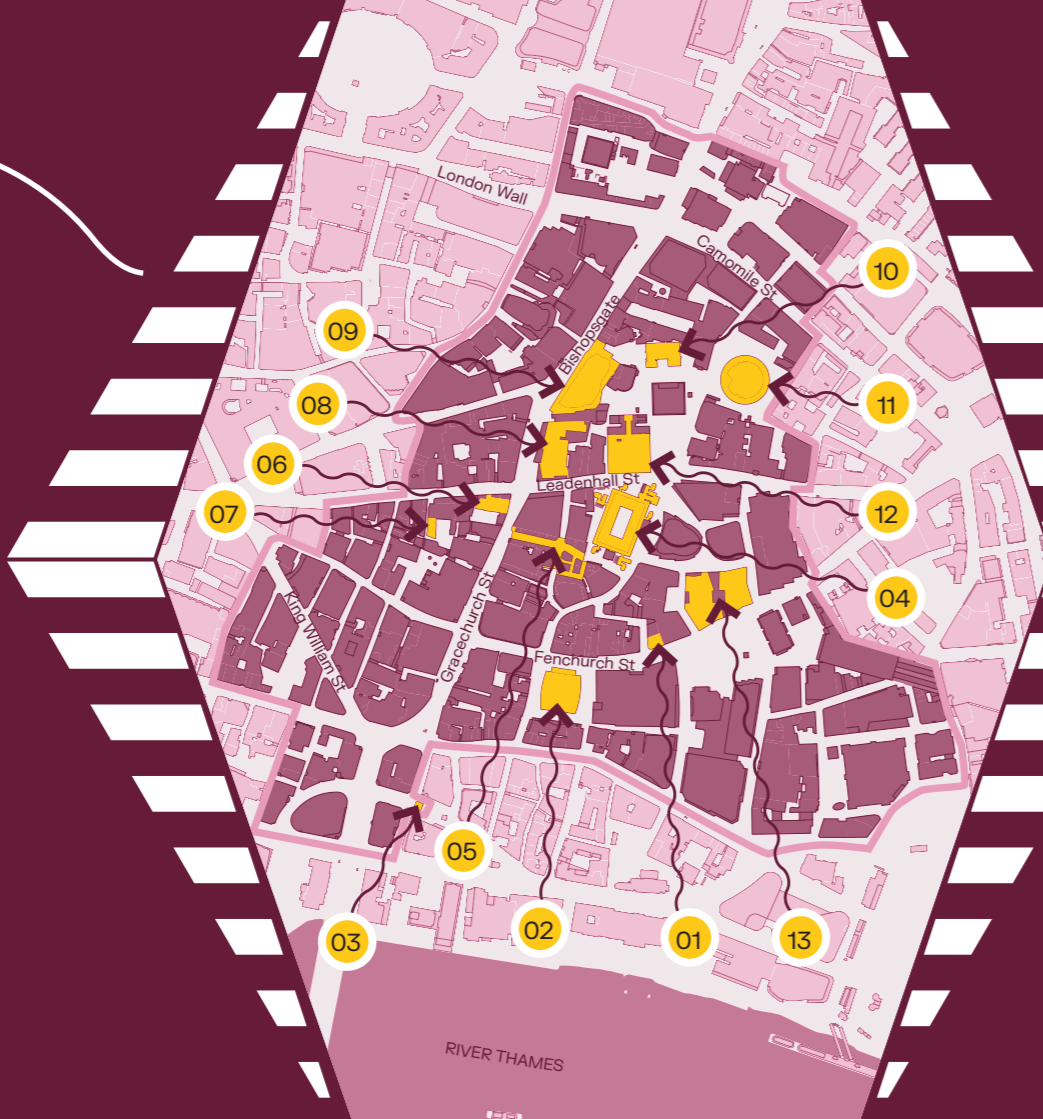 London Wall
Camomile St
10
Bishopsgate
09
11
08
06
Leadenhall St
07
12
04
King William St
Gracechurch St
Fenchurch St
05
02
01
13
03
RIVER THAMES